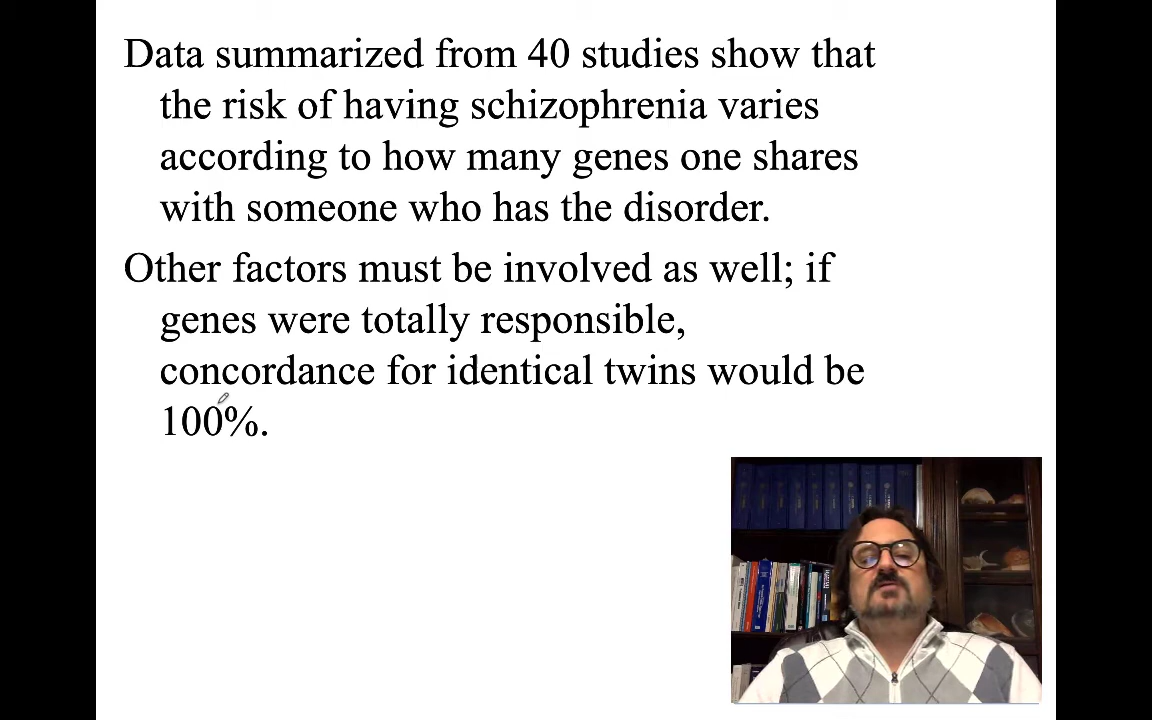 Data summarized from 40 studies show that
the risk of having schizophrenia varies
according to how many genes one shares
with someone who has the disorder.
Other factors must be involved as well; if
genes were totally responsible,
concordance for identical twins would be
100%.